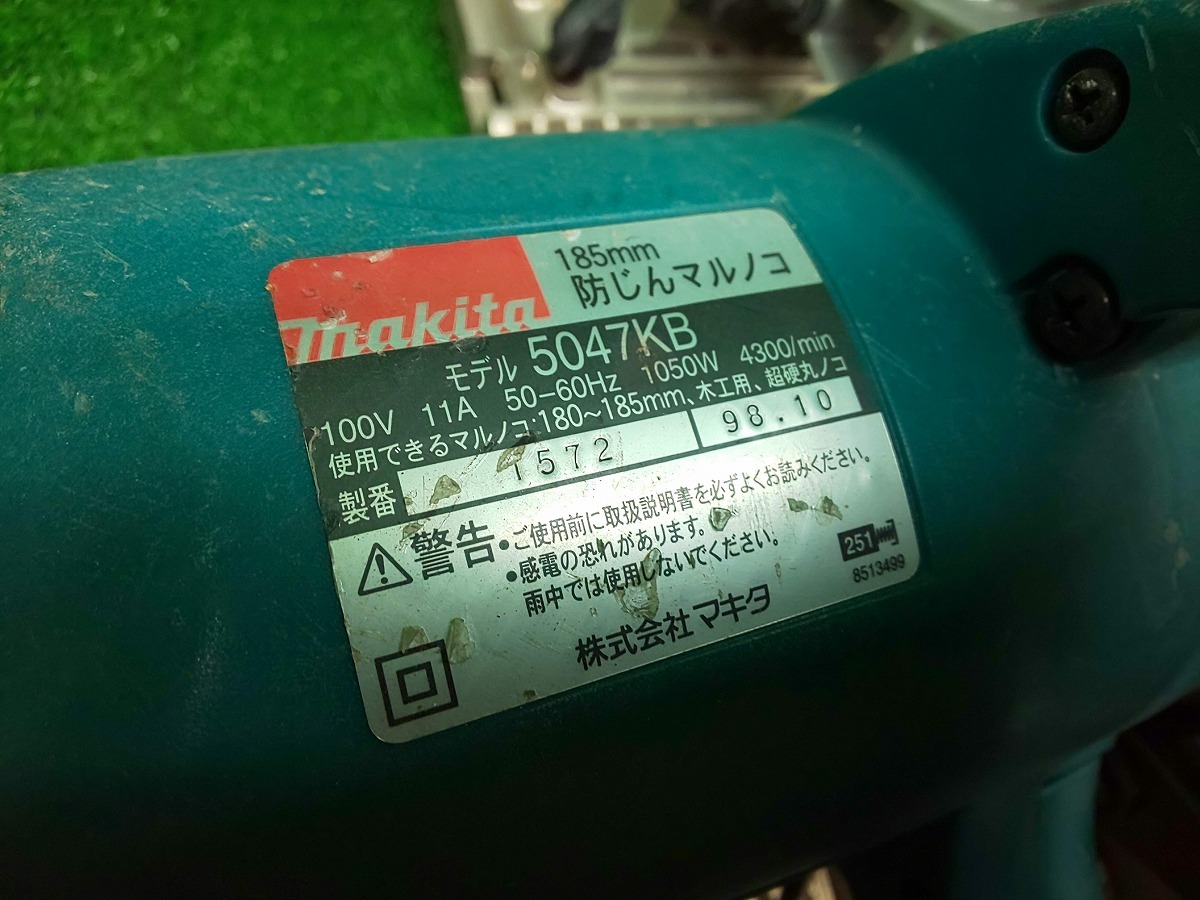 makita
185mm
防じんマルノコ
モデル 5047KB
100V 11A 50-60Hz 1050W 4300/min
使用できるマルノコ:180~185mm、木工用、超硬丸ノコ
製番 1572 98.10
警告 •ご使用前に取扱説明書を必ずよくお読みください。
•感電の恐れがあります。
雨中では使用しないでください。
251
8513499
株式会社マキタ